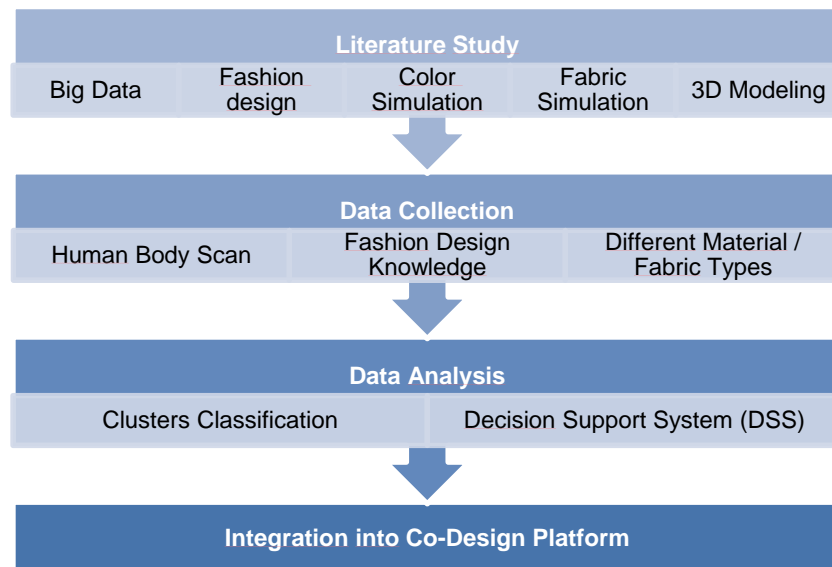 Literature Study
Big Data
Fashion
design
Color
Simulation
Fabric
Simulation
3D Modeling
Data Collection
Human Body Scan
Fashion Design
Knowledge
Different Material /
Fabric Types
Data Analysis
Clusters Classification
Decision Support System (DSS)
Integration into Co-Design Platform